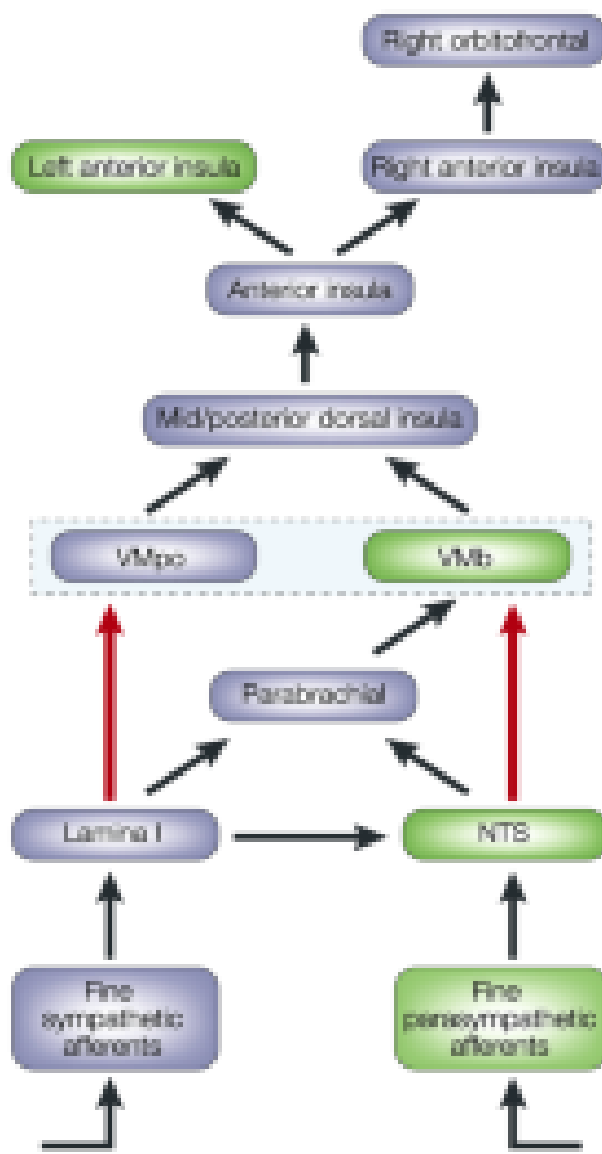 Right orbitofrontal
Left anterior insula
Right anterior insula
Anterior insula
Mid/posterior dorsal insula
VMpo
VMb
Parabrachial
Lamina I
NTS
Fine
sympathetic
afferents
Fine
parasympathetic
afferents